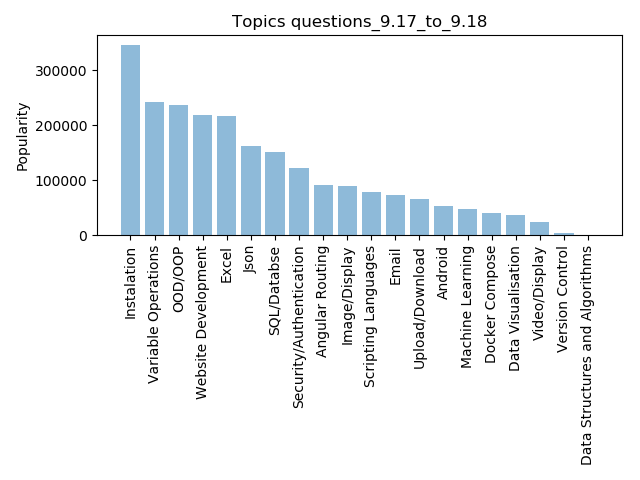 Topics questions_9.17_to_9.18
Popularity
300000
200000
100000
0
Instalation
Variable Operations
OOD/OOP
Website Development
Excel
Json
SQL/Databse
Security/Authentication
Angular Routing
Image/Display
Scripting Languages
Email
Upload/Download
Android
Machine Learning
Docker Compose
Data Visualisation
Video/Display
Version Control
Data Structures and Algorithms